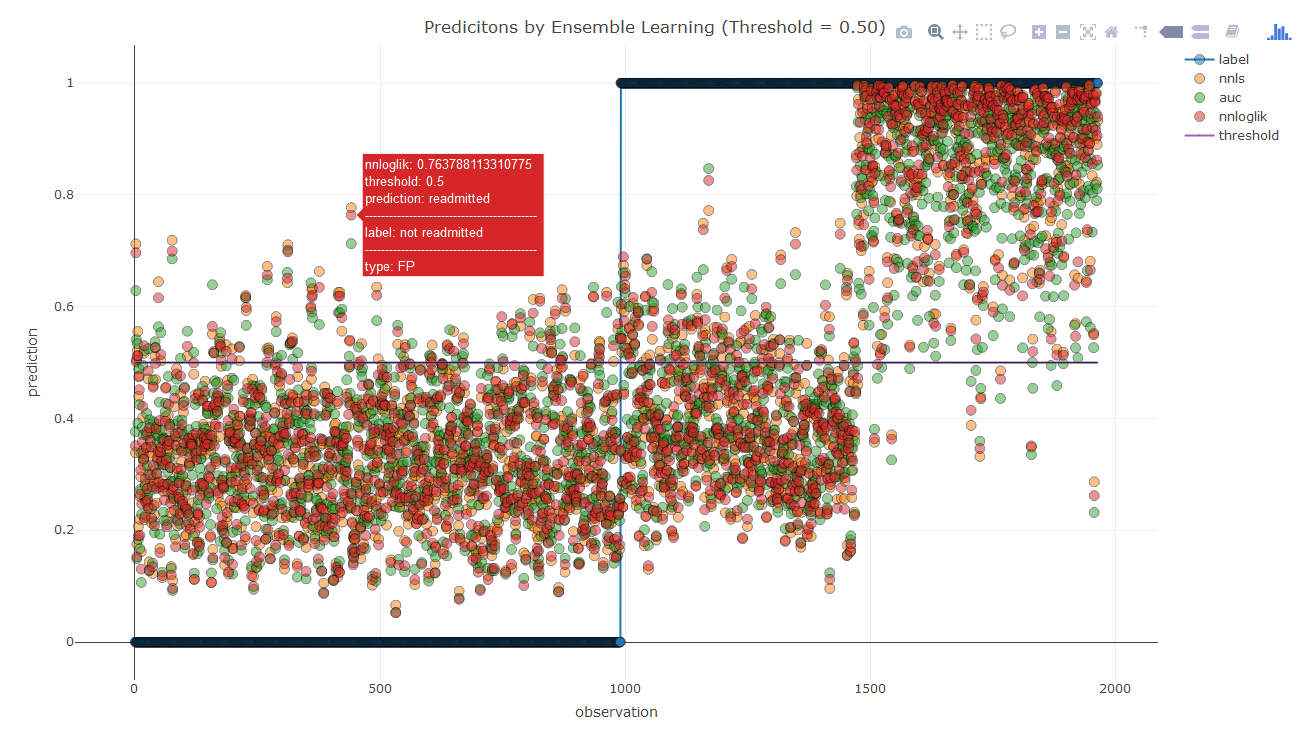 Predicitons by Ensemble Learning (Threshold = 0.50)
label
nnls
auc
nnloglik
threshold
nnloglik: 0.763788113310775
threshold: 0.5
prediction: readmitted
------------------------------------------
label: not readmitted
------------------------------------------
type: FP
1
0.8
0.6
0.4
0.2
0
prediction
0
500
1000
1500
2000
observation